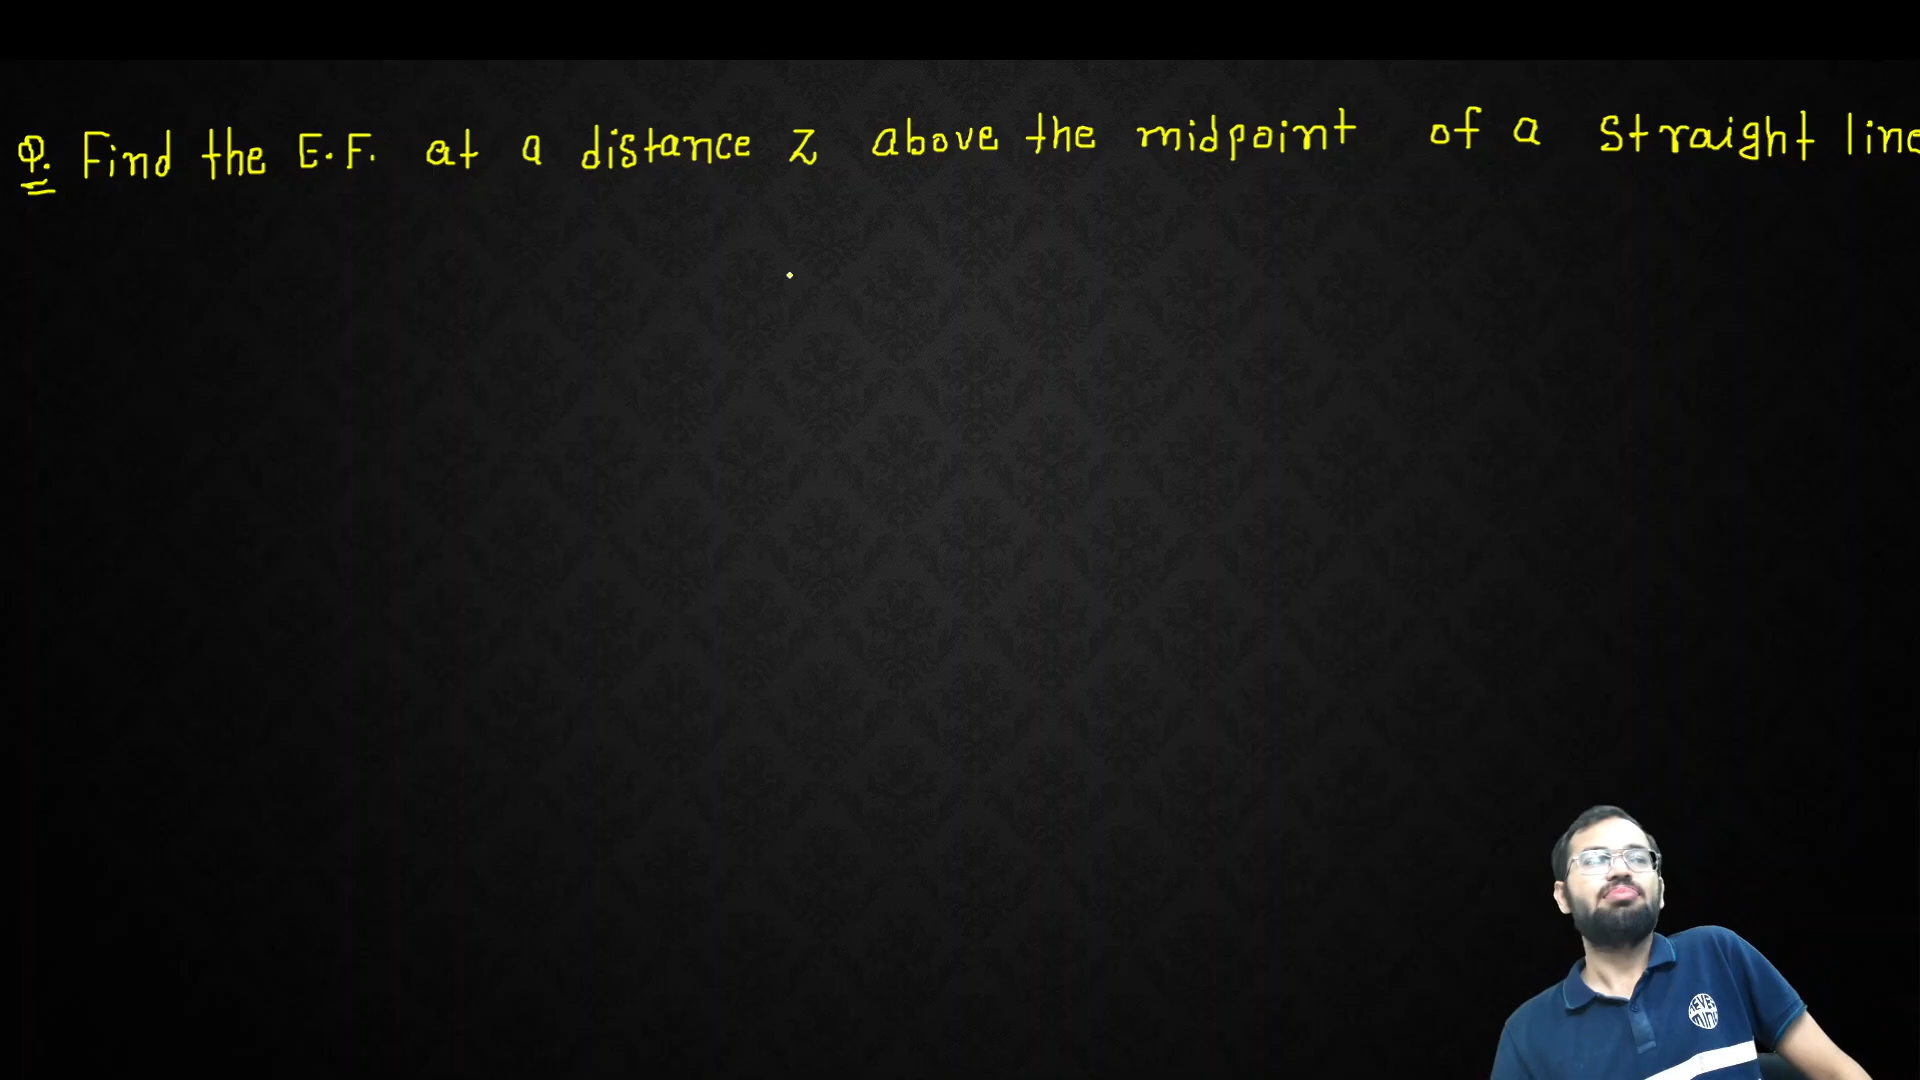 Q. Find the E.F. at a distance z above the midpoint of a straight line